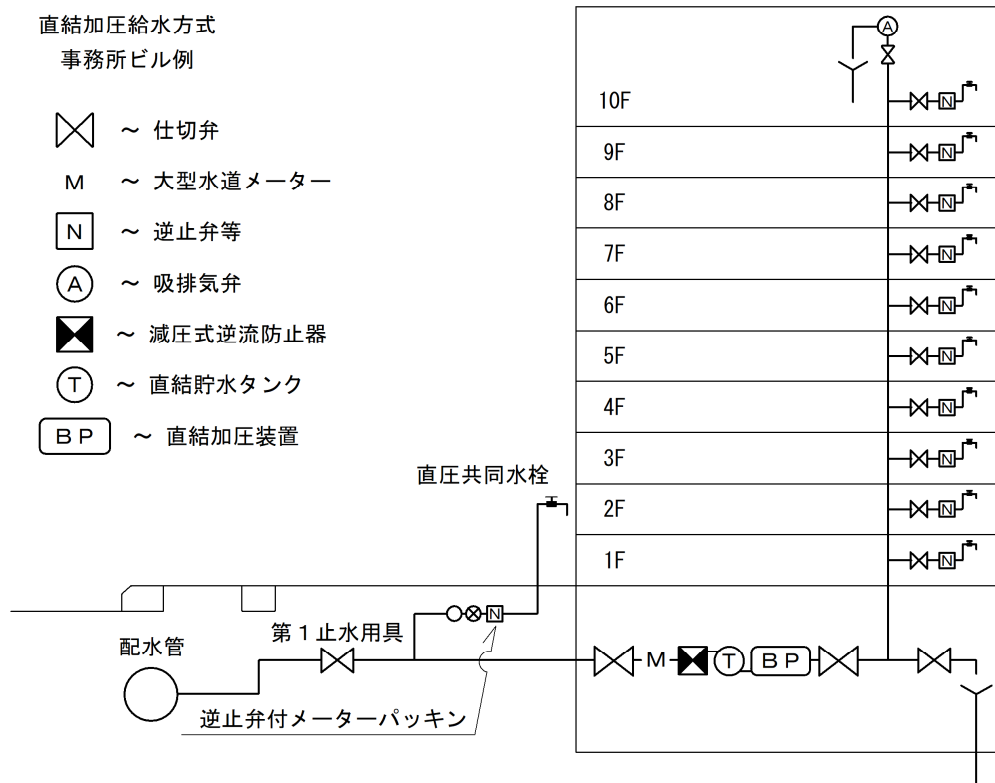 直結加圧給水方式
事務所ビル例
～ 仕切弁
M ～ 大型水道メーター
N ～ 逆止弁等
A ～ 吸排気弁
～ 減圧式逆流防止器
T ～ 直結貯水タンク
BP ～ 直結加圧装置
A
10F N
9F N
8F N
7F N
6F N
5F N
4F N
3F N
直圧共同水栓
2F N
1F N
N
第1止水用具
配水管
M T BP
逆止弁付メーターパッキン